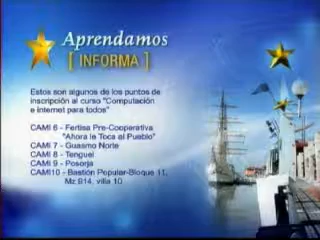 Aprendamos
[ INFORMA ]
Estos son algunos de los puntos de
inscripción al curso "Computación
e internet para todos"
CAMI 6 - Fertisa Pre-Cooperativa
"Ahora le Toca al Pueblo"
CAMI 7 - Guasmo Norte
CAMI 8 - Tenguel
CAMI 9 - Posorja
CAMI10 - Bastión Popular-Bloque 11,
Mz 814, villa 10